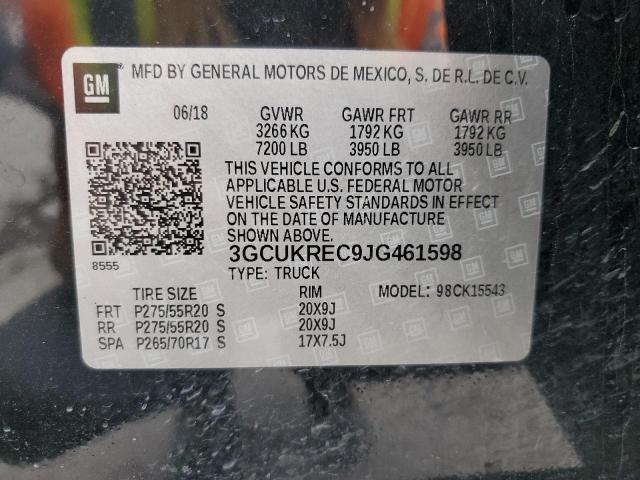 GM® MFD BY GENERAL MOTORS DE MEXICO, S. DE R.L. DE C.V.
06/18 GVWR GAWR FRT GAWR RR
3266 KG 1792 KG 1792 KG
7200 LB 3950 LB 3950 LB
THIS VEHICLE CONFORMS TO ALL
APPLICABLE U.S. FEDERAL MOTOR
VEHICLE SAFETY STANDARDS IN EFFECT
ON THE DATE OF MANUFACTURE
SHOWN ABOVE.
3GCUKREC9JG461598
8555
TYPE: TRUCK
TIRE SIZE RIM MODEL: 98CK15543
FRT P275/55R20 S 20X9J
RR P275/55R20 S 20X9J
SPA P265/70R17 S 17X7.5J